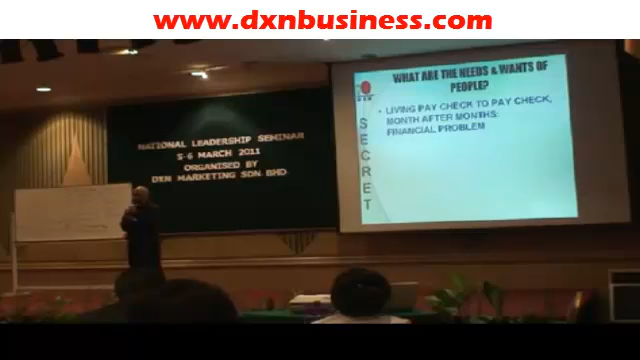 www.dxnbusiness.com
WHAT ARE THE NEEDS & WANTS OF
PEOPLE?
• LIVING PAY CHECK TO PAY CHECK,
MONTH AFTER MONTHS:
FINANCIAL PROBLEM
SECRET
NATIONAL LEADERSHIP SEMINAR
5-6 MARCH 2011
ORGANISED BY
DXN MARKETING SDN BHD